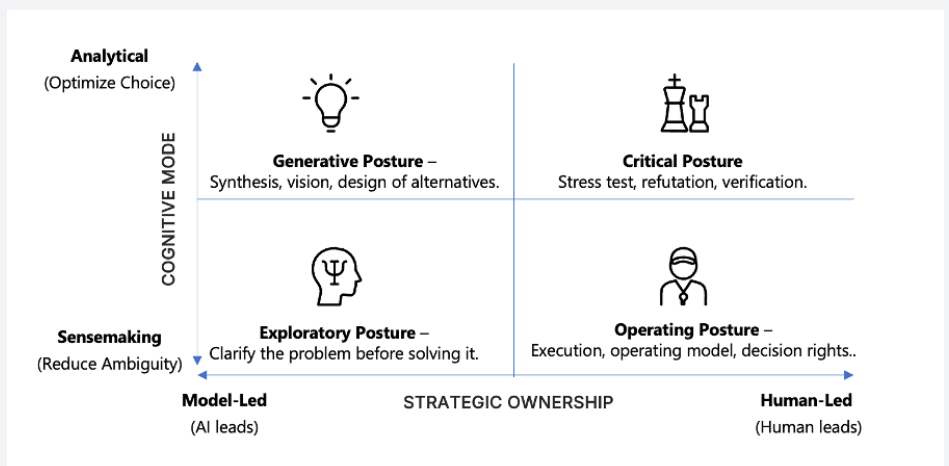 Analytical
(Optimize Choice)
COGNITIVE MODE
Generative Posture –
Synthesis, vision, design of alternatives.
Critical Posture
Stress test, refutation, verification.
Sensemaking
(Reduce Ambiguity)
Exploratory Posture –
Clarify the problem before solving it.
Operating Posture –
Execution, operating model, decision rights..
Model-Led
(AI leads)
STRATEGIC OWNERSHIP
Human-Led
(Human leads)